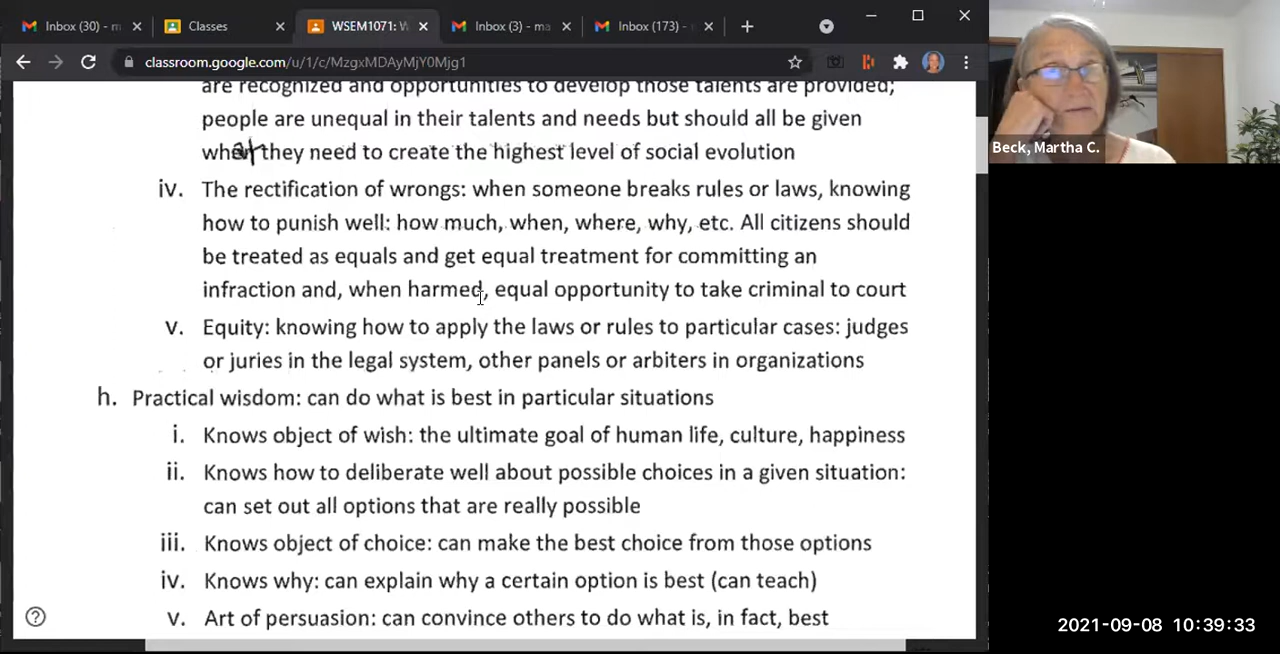 Inbox (30) - m
Classes
WSEM1071: W
Inbox (3) - ma
Inbox (173) -
classroom.google.com/u/1/c/MzgxMDAyMjY0Mjg1
are recognized and opportunities to develop those talents are provided;
people are unequal in their talents and needs but should all be given
what they need to create the highest level of social evolution
iv. The rectification of wrongs: when someone breaks rules or laws, knowing
how to punish well: how much, when, where, why, etc. All citizens should
be treated as equals and get equal treatment for committing an
infraction and, when harmed, equal opportunity to take criminal to court
v. Equity: knowing how to apply the laws or rules to particular cases: judges
or juries in the legal system, other panels or arbiters in organizations
h. Practical wisdom: can do what is best in particular situations
i. Knows object of wish: the ultimate goal of human life, culture, happiness
ii. Knows how to deliberate well about possible choices in a given situation:
can set out all options that are really possible
iii. Knows object of choice: can make the best choice from those options
iv. Knows why: can explain why a certain option is best (can teach)
v. Art of persuasion: can convince others to do what is, in fact, best
Beck, Martha C.
2021-09-08 10:39:33